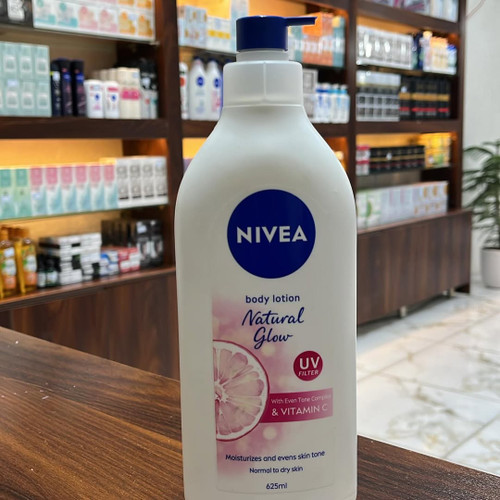 NIVEA
body lotion
Natural
Glow
UV
FILTER
With Even Tone Complex
& VITAMIN C
Moisturizes and evens skin tone
Normal to dry skin
625ml